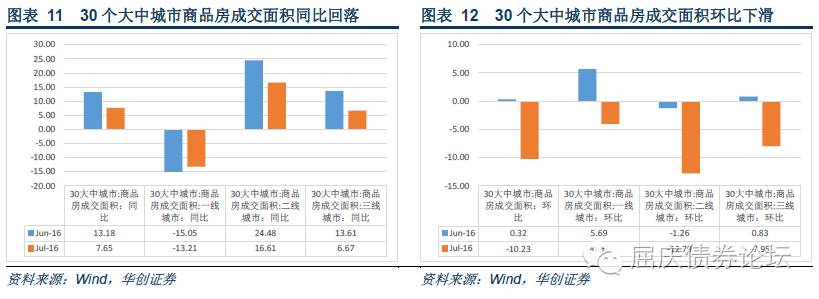 图表 11 30 个大中城市商品房成交面积同比回落
30.00
25.00
20.00
15.00
10.00
5.00
0.00
-5.00
-10.00
-15.00
-20.00
30大中城市:商品
房成交面积：同
比
30大中城市:商品
房成交面积:一线
城市：同比
30大中城市:商品
房成交面积:二线
城市：同比
30大中城市:商品
房成交面积:三线
城市：同比
Jun-16 13.18 -15.05 24.48 13.61
Jul-16 7.65 -13.21 16.61 6.67
资料来源：Wind，华创证券
图表 12 30 个大中城市商品房成交面积环比下滑
10.00
5.00
0.00
-5.00
-10.00
-15.00
30大中城市:商品
房成交面积：环
比
30大中城市:商品
房成交面积:一线
城市：环比
30大中城市:商品
房成交面积:二线
城市：环比
30大中城市:商品
房成交面积:三线
城市：环比
Jun-16 0.32 5.69 -1.26 0.83
Jul-16 -10.23 -12.79 -7.95
资料来源：Wind，华创证券
屈庆债券论坛